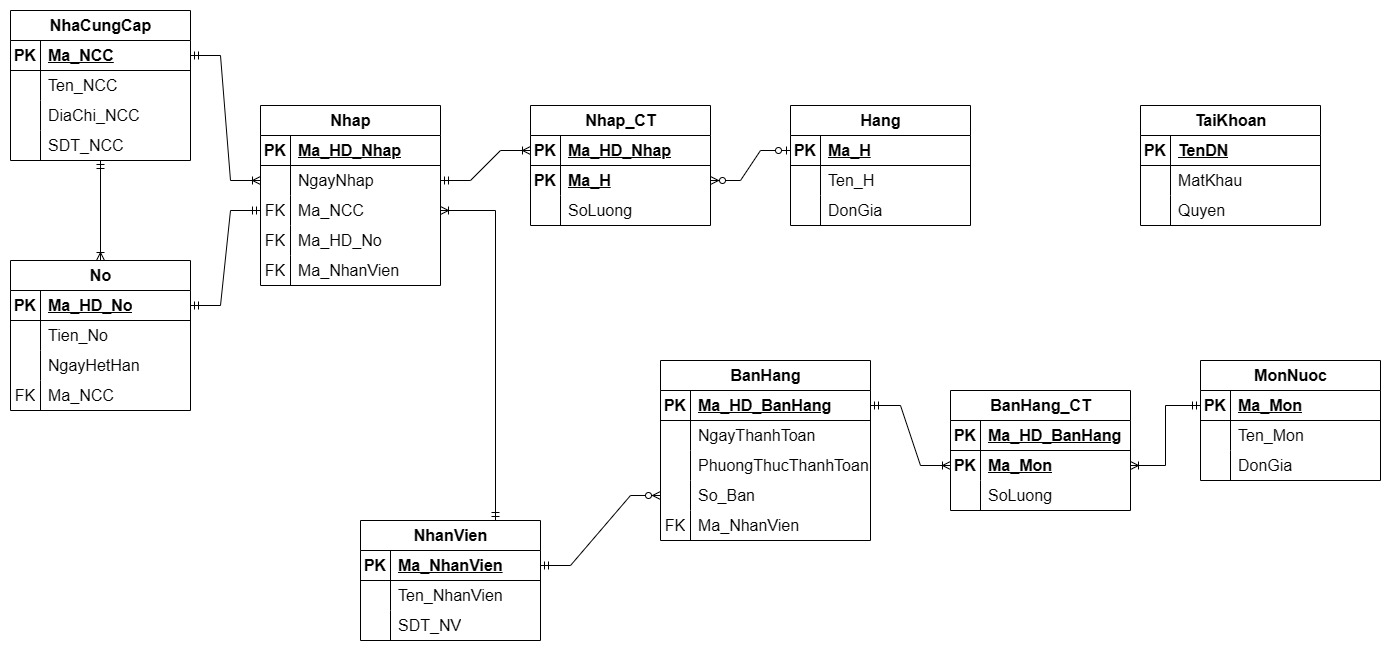 NhaCungCap
PK Ma_NCC
Ten_NCC
DiaChi_NCC
SDT_NCC
Nhap
PK Ma_HD_Nhap
NgayNhap
FK Ma_NCC
FK Ma_HD_No
FK Ma_NhanVien
Nhap_CT
PK Ma_HD_Nhap
PK Ma_H
SoLuong
Hang
PK Ma_H
Ten_H
DonGia
TaiKhoan
PK TenDN
MatKhau
Quyen
No
PK Ma_HD_No
Tien_No
NgayHetHan
FK Ma_NCC
BanHang
PK Ma_HD_BanHang
NgayThanhToan
PhuongThucThanhToan
So_Ban
FK Ma_NhanVien
BanHang_CT
PK Ma_HD_BanHang
PK Ma_Mon
SoLuong
MonNuoc
PK Ma_Mon
Ten_Mon
DonGia
NhanVien
PK Ma_NhanVien
Ten_NhanVien
SDT_NV